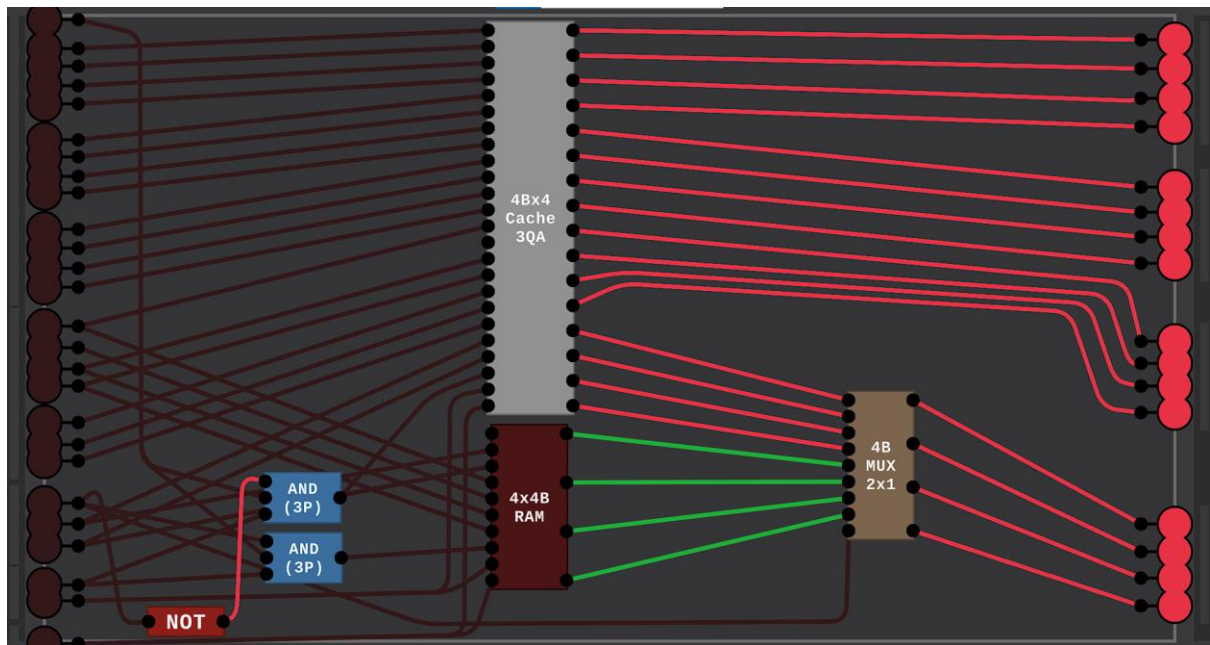 4Bx4
Cache
3QA
4B
MUX
2x1
AND
(3P)
4x4B
RAM
AND
(3P)
NOT